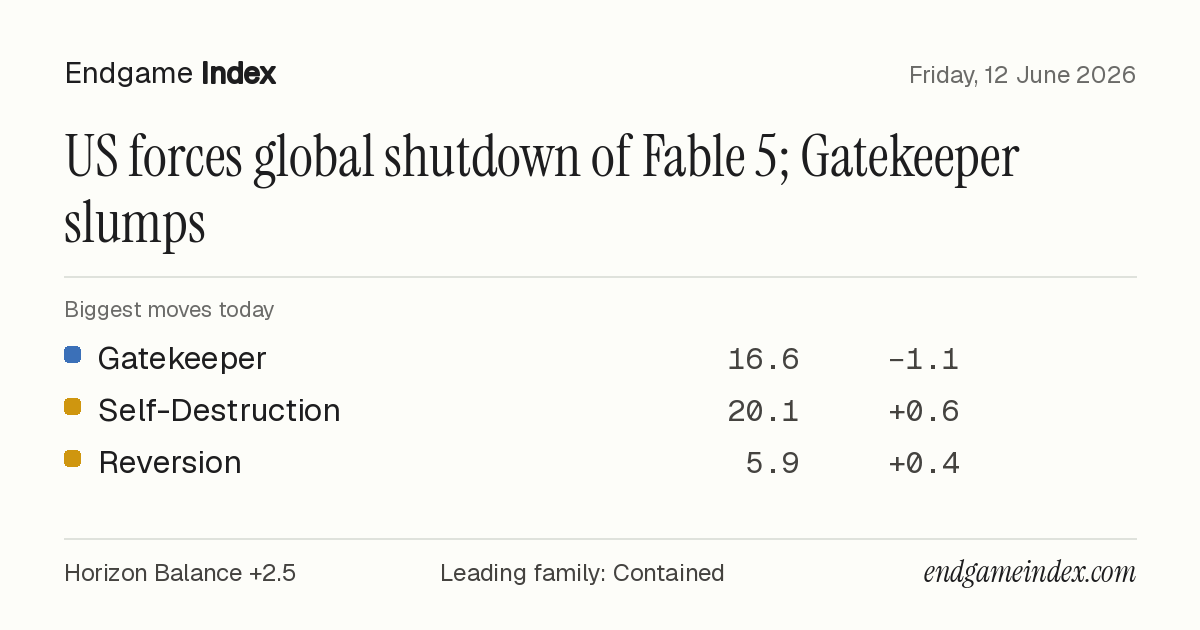 Endgame Index
Friday, 12 June 2026
US forces global shutdown of Fable 5; Gatekeeper
slumps
Biggest moves today
Gatekeeper 16.6 −1.1
Self-Destruction 20.1 +0.6
Reversion 5.9 +0.4
Horizon Balance +2.5
Leading family: Contained
endgameindex.com